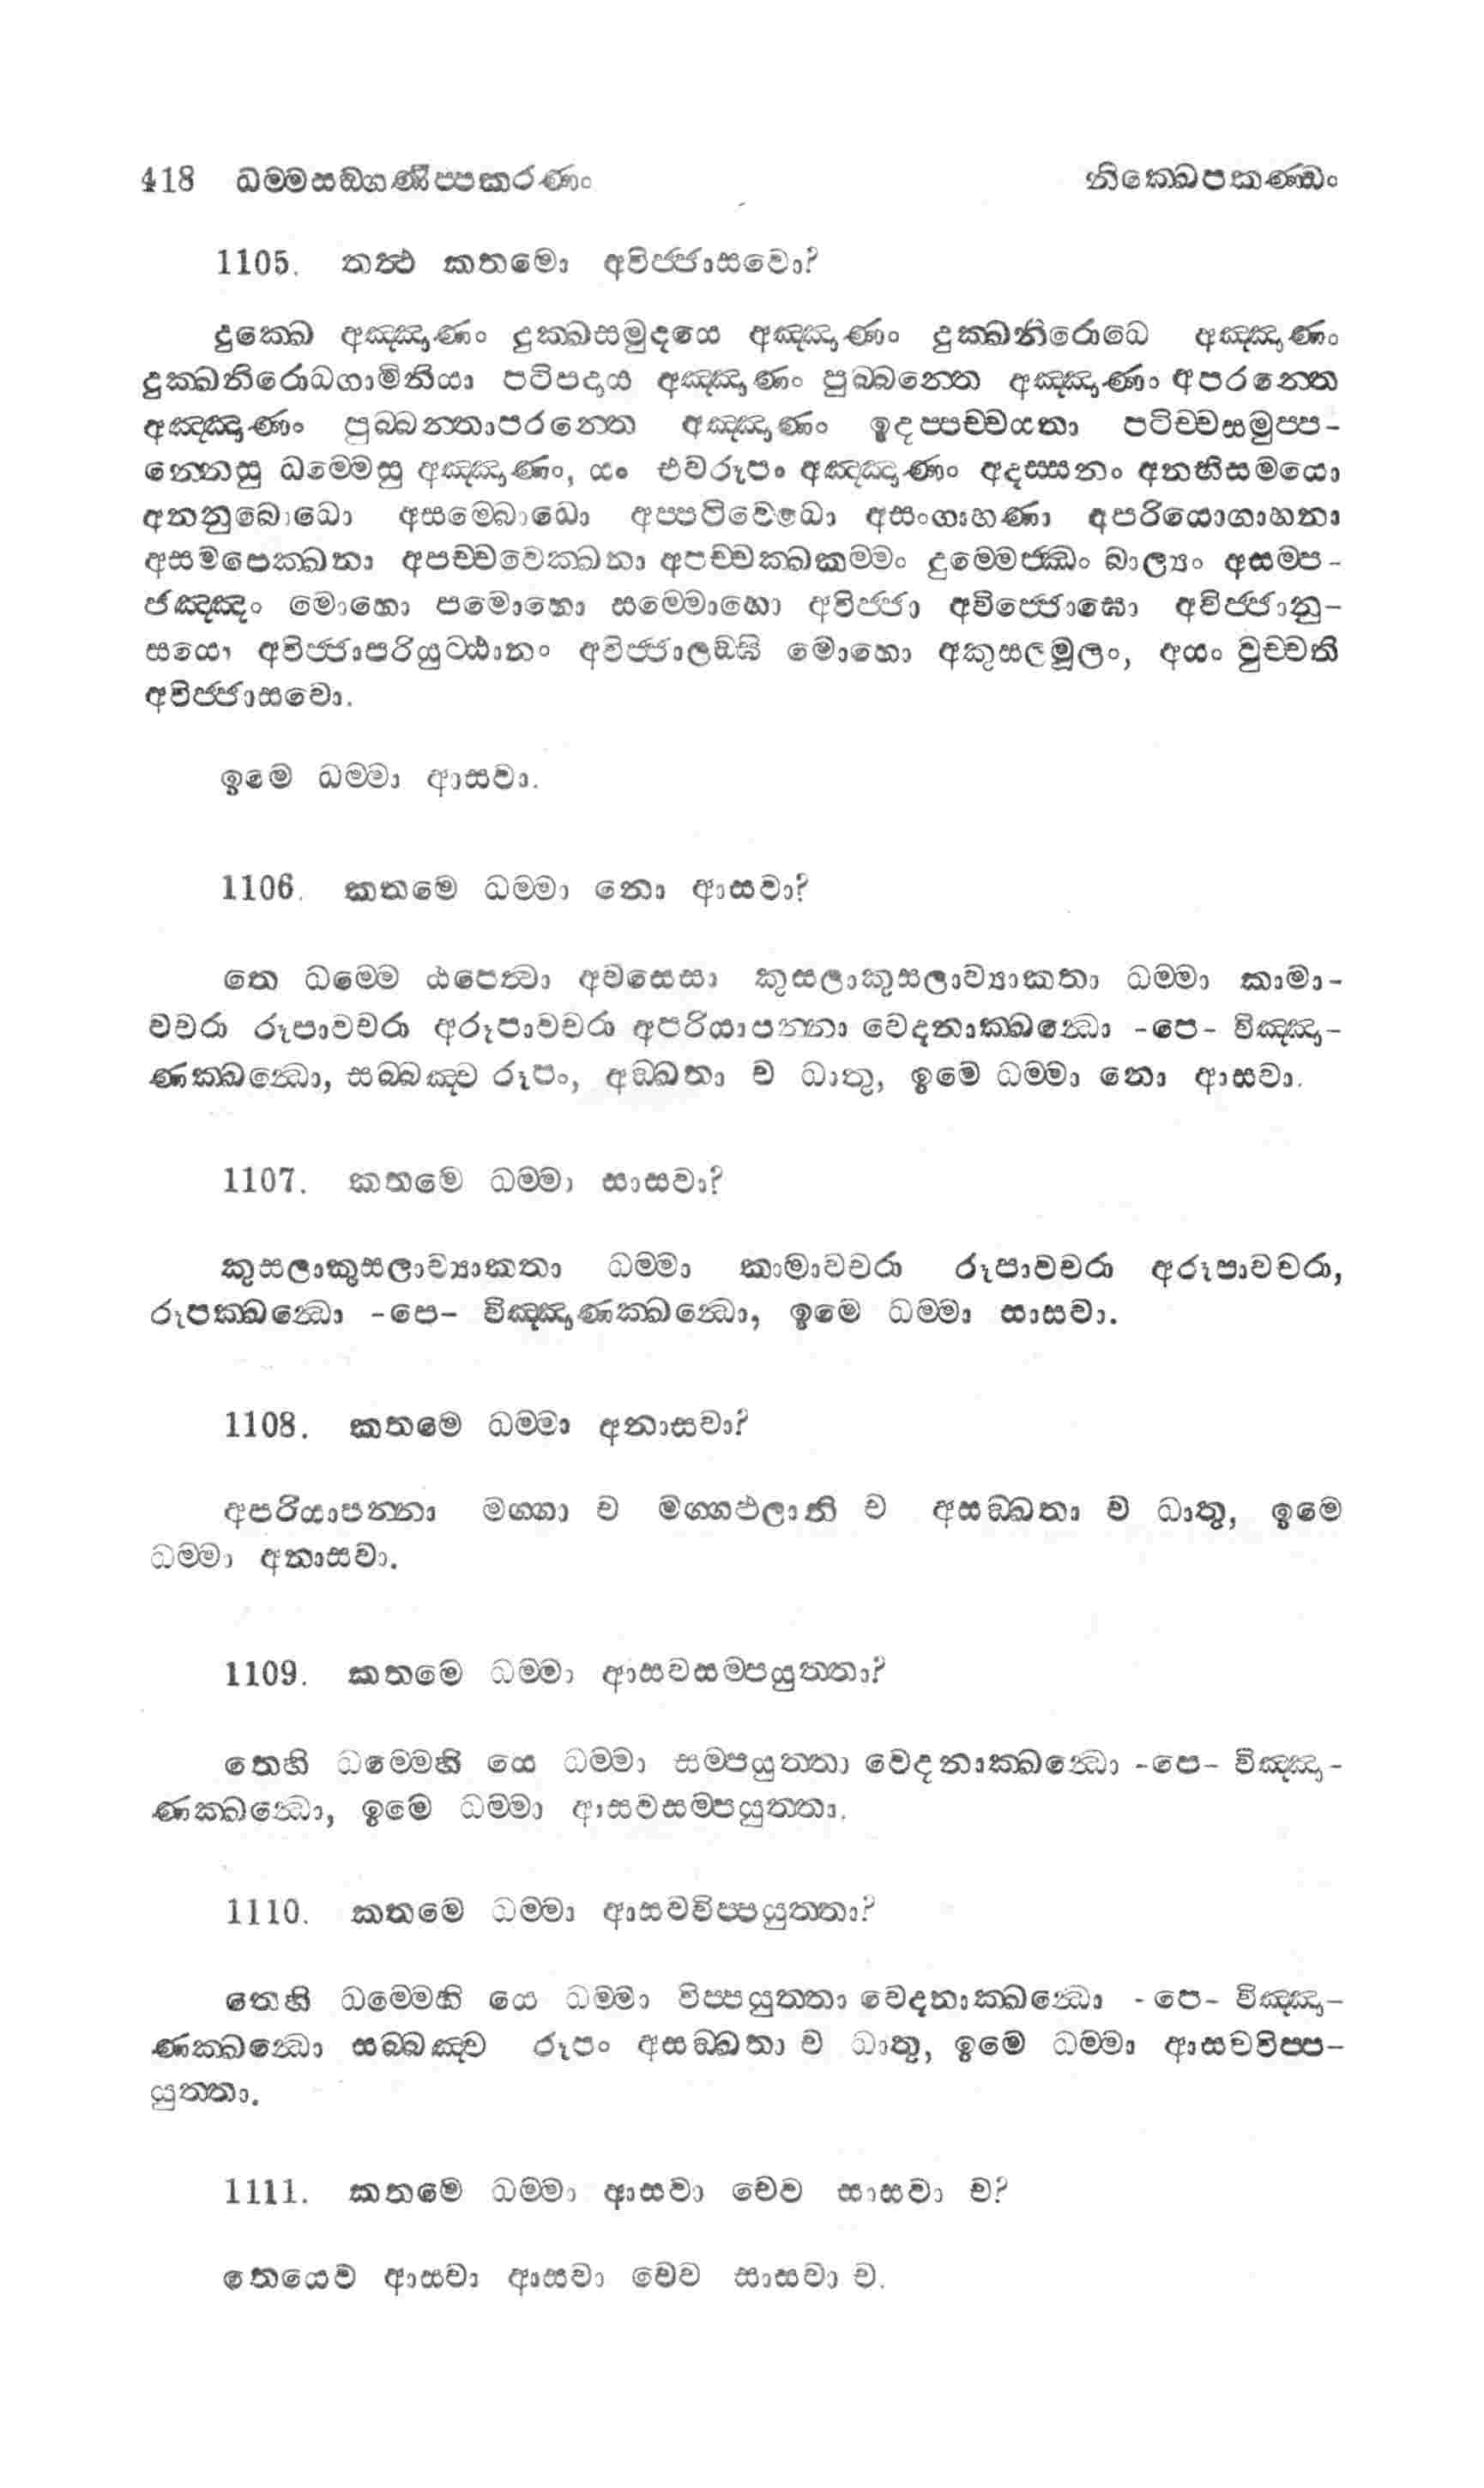 418 ධම්මසඞ්ගණිප්පකරණං නික්ඛෙපකණ්ඩං
1105. තත්ථ කතමො අවිජ්ජාසවො?
දුක්ඛෙ අඤ්ඤාණං දුක්ඛසමුදයෙ අඤ්ඤාණං දුක්ඛනිරොධෙ අඤ්ඤාණං
දුක්ඛනිරොධගාමිනියා පටිපදාය අඤ්ඤාණං පුබ්බන්තෙ අඤ්ඤාණං අපරන්තෙ
අඤ්ඤාණං පුබ්බන්තාපරන්තෙ අඤ්ඤාණං ඉදප්පච්චයතා පටිච්චසමුප්ප-
න්නෙසු ධම්මෙසු අඤ්ඤාණං, යං එවරූපං අඤ්ඤාණං අදස්සනං අනභිසමයො
අනනුබොධො අසම්බොධො අප්පටිවෙධො අසංගාහණා අපරියොගාහනා
අසමපෙක්ඛනා අපච්චවෙක්ඛනා අපච්චක්ඛකම්මං දුම්මෙජ්ඣං බාල්‍යං අසම්ප-
ජඤ්ඤං මොහො පමොහො සම්මොහො අවිජ්ජා අවිජ්ජොඝො අවිජ්ජානු-
සයො අවිජ්ජාපරියුට්ඨානං අවිජ්ජාලඞ්ඝි මොහො අකුසලමූලං, අයං වුච්චති
අවිජ්ජාසවො.
ඉමෙ ධම්මා ආසවා.
1106. කතමෙ ධම්මා නො ආසවා?
තෙ ධම්මෙ ඨපෙත්වා අවසෙසා කුසලාකුසලාව්‍යාකතා ධම්මා කාමා-
වචරා රූපාවචරා අරූපාවචරා අපරියාපන්නා වෙදනාක්ඛන්ධො -පෙ- විඤ්ඤා-
ණක්ඛන්ධො, සබ්බඤ්ච රූපං, අඞ්ඛතා ච ධාතු, ඉමෙ ධම්මා නො ආසවා.
1107. කතමෙ ධම්මා සාසවා?
කුසලාකුසලාව්‍යාකතා ධම්මා කාමාවචරා රූපාවචරා අරූපාවචරා,
රූපක්ඛන්ධො -පෙ- විඤ්ඤාණක්ඛන්ධො, ඉමෙ ධම්මා සාසවා.
1108. කතමෙ ධම්මා අනාසවා?
අපරියාපන්නා මග්ගා ච මග්ගඵලානි ච අසඞ්ඛතා ච ධාතු, ඉමෙ
ධම්මා අනාසවා.
1109. කතමෙ ධම්මා ආසවසම්පයුත්තා?
තෙහි ධම්මෙහි යෙ ධම්මා සම්පයුත්තා වෙදනාක්ඛන්ධො -පෙ- විඤ්ඤා-
ණක්ඛන්ධො, ඉමෙ ධම්මා ආසවසම්පයුත්තා.
1110. කතමෙ ධම්මා ආසවවිප්පයුත්තා?
තෙහි ධම්මෙහි යෙ ධම්මා විප්පයුත්තා වෙදනාක්ඛන්ධො -පෙ- විඤ්ඤා-
ණක්ඛන්ධො සබ්බඤ්ච රූපං අසඞ්ඛතා ච ධාතු, ඉමෙ ධම්මා ආසවවිප්ප-
යුත්තා.
1111. කතමෙ ධම්මා ආසවා චෙව සාසවා ච?
තෙයෙව ආසවා ආසවා චෙව සාසවා ච.